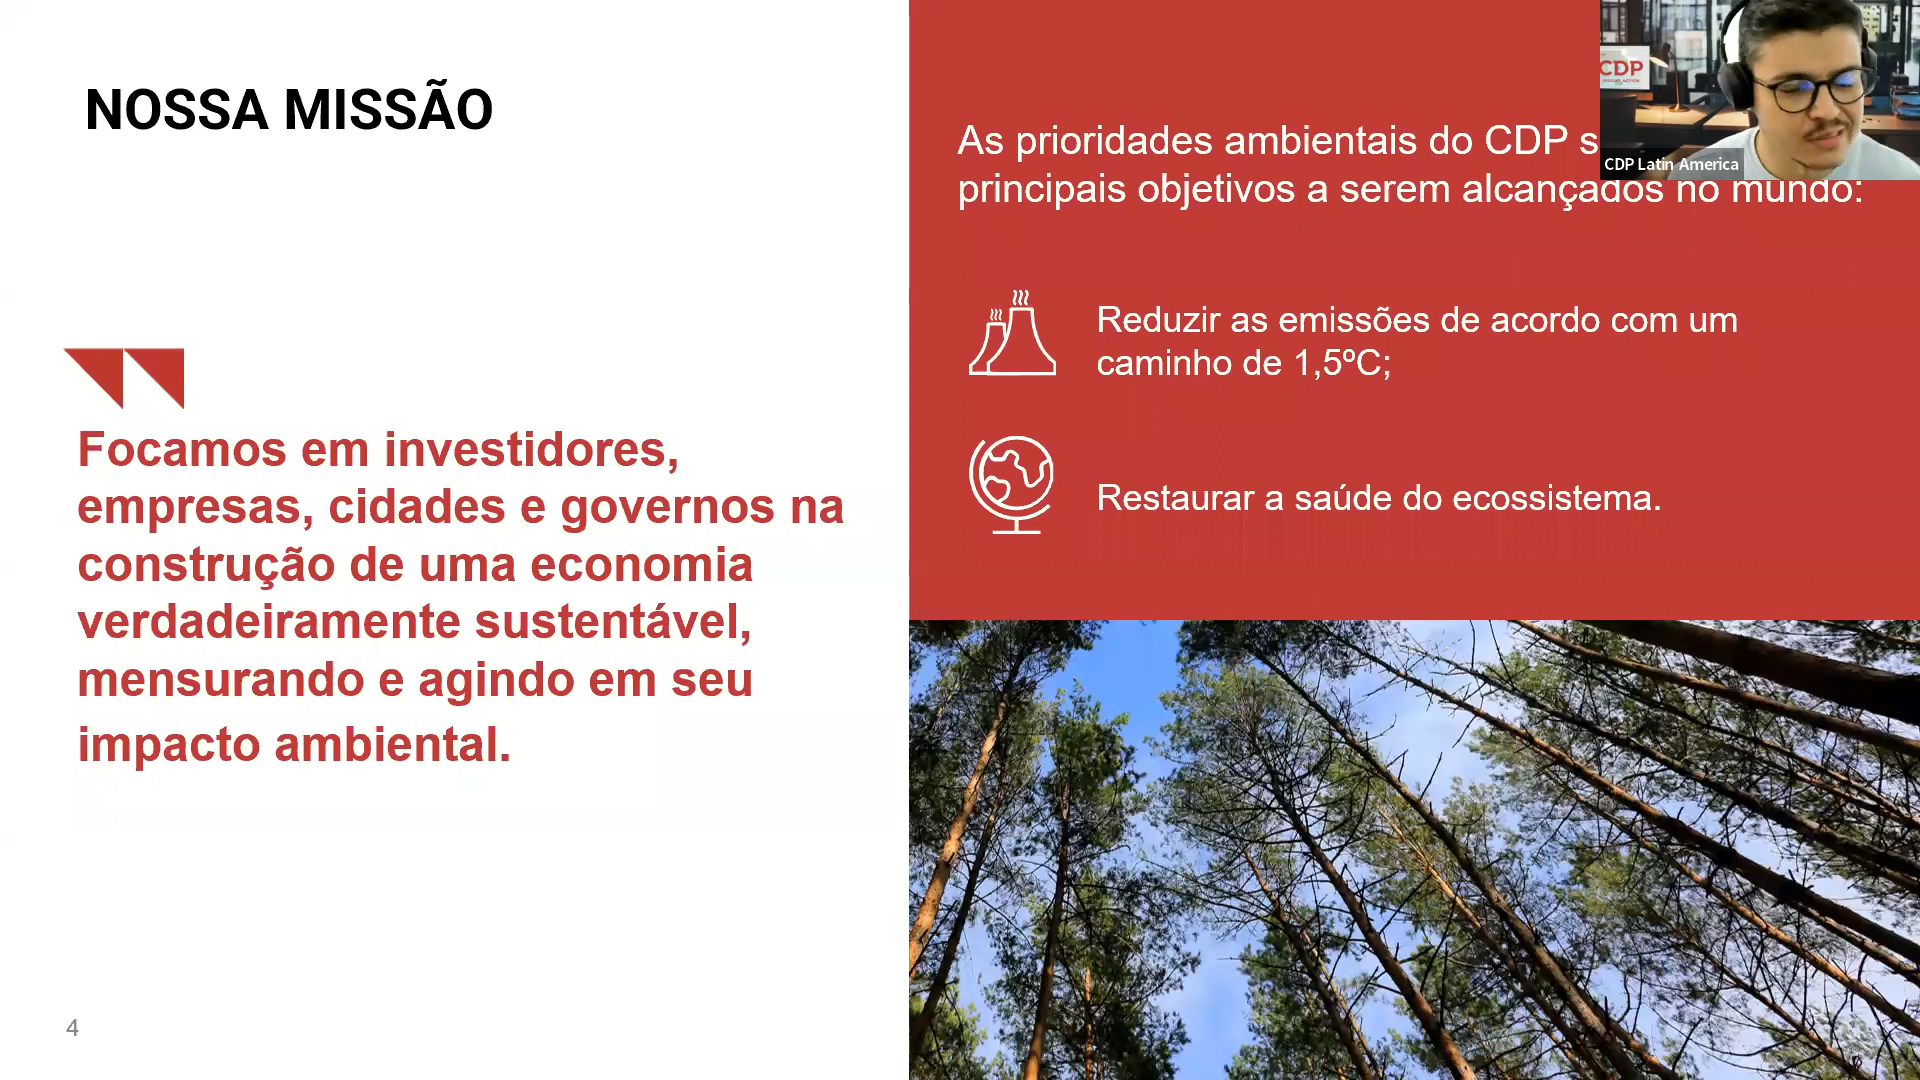 NOSSA MISSÃO
Focamos em investidores,
empresas, cidades e governos na
construção de uma economia
verdadeiramente sustentável,
mensurando e agindo em seu
impacto ambiental.
4
As prioridades ambientais do CDP
principais objetivos a serem alcançados no mundo:
Reduzir as emissões de acordo com um
caminho de 1,5ºC;
Restaurar a saúde do ecossistema.
CDP
CDP Latin America